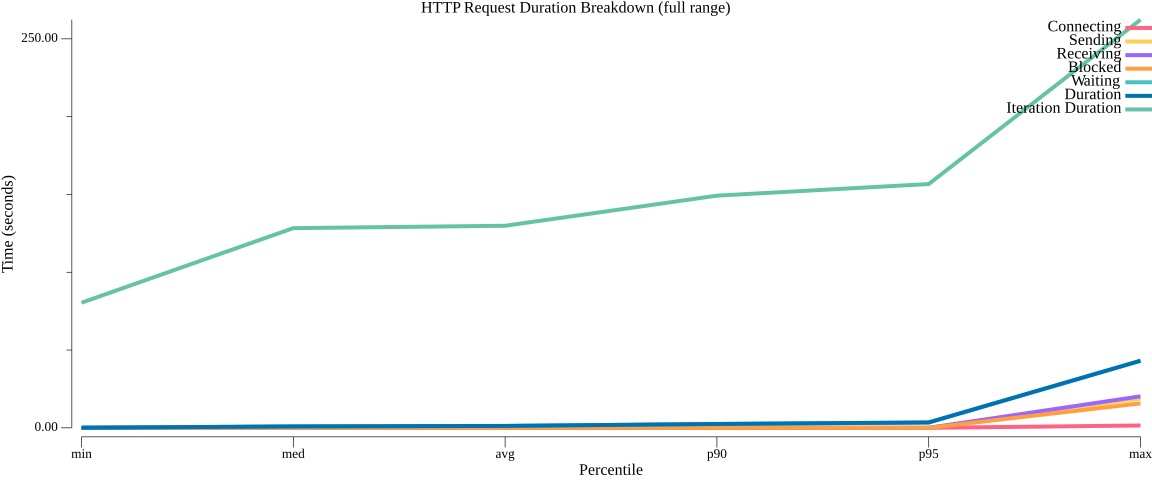 HTTP Request Duration Breakdown (full range)
Connecting
Sending
Receiving
Blocked
Waiting
Duration
Iteration Duration
250.00
0.00
Time (seconds)
min med avg p90 p95 max
Percentile